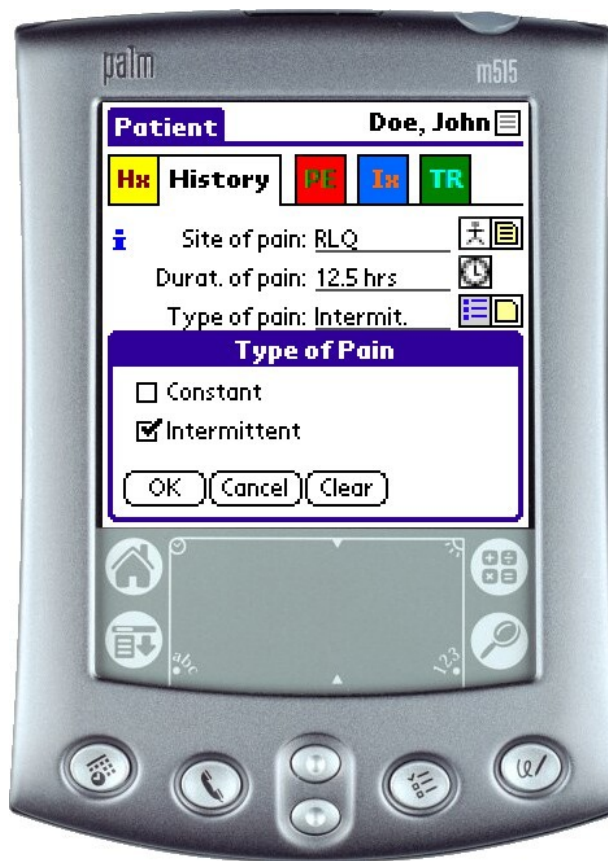 palm
m515
Patient Doe, John
Hx History PE Ix TR
i Site of pain: RLQ
Durat. of pain: 12.5 hrs
Type of pain: Intermit.
Type of Pain
Constant
Intermittent
OK Cancel Clear
abc 123